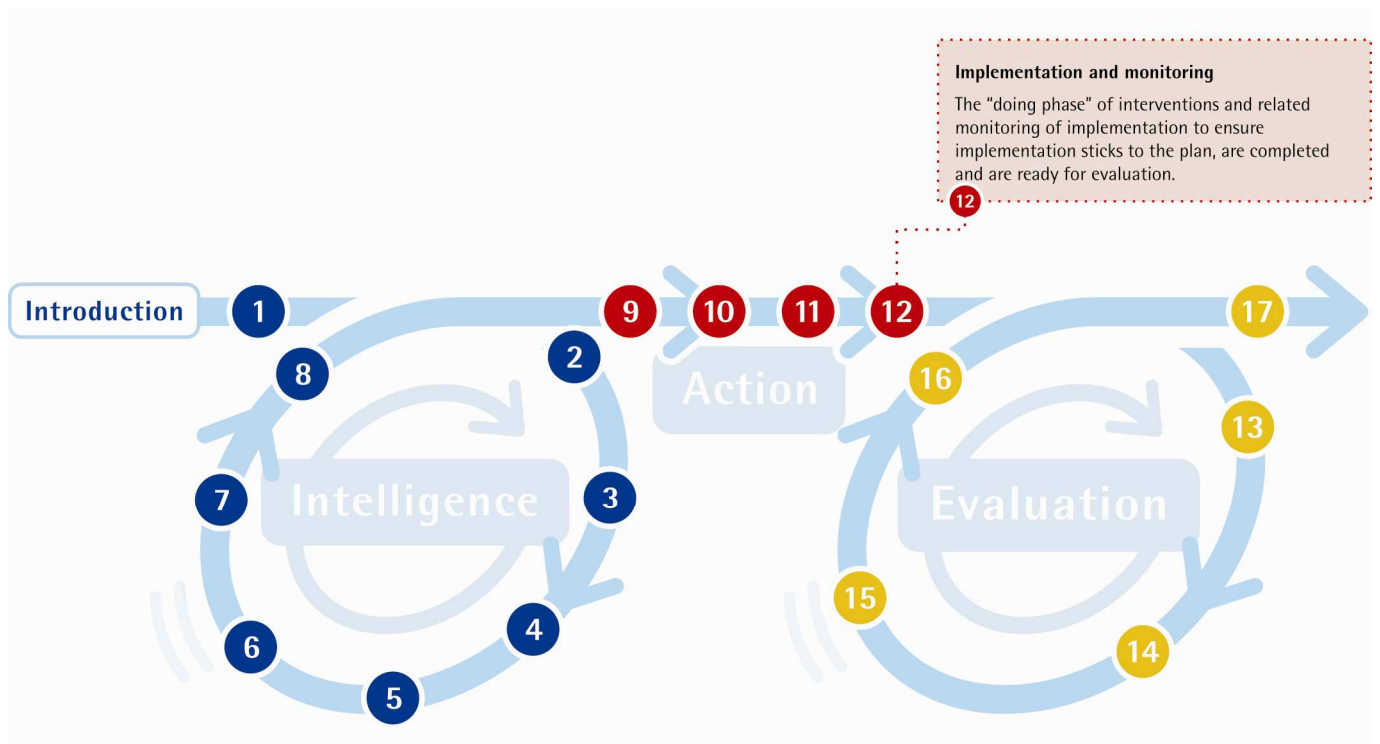 Implementation and monitoring
The “doing phase” of interventions and related
monitoring of implementation to ensure
implementation sticks to the plan, are completed
and are ready for evaluation.
12
Introduction
1
9
10
11
12
17
8
2
Action
16
13
7
Intelligence
3
Evaluation
15
6
4
14
5